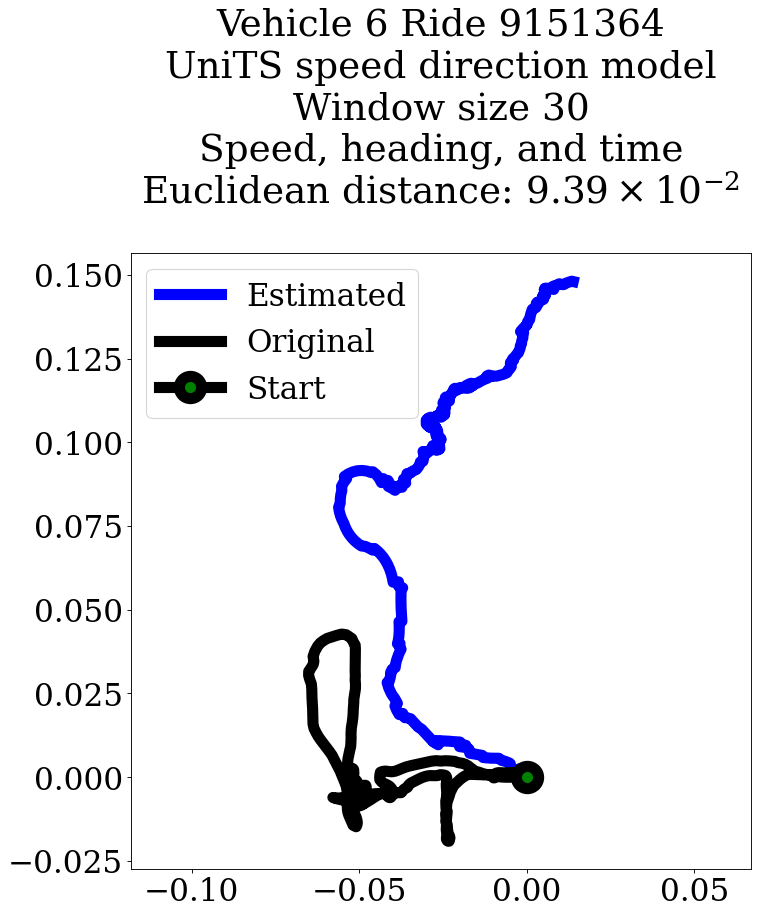 Vehicle 6 Ride 9151364
UniTS speed direction model
Window size 30
Speed, heading, and time
Euclidean distance: 9.39 × 10⁻²
Estimated
Original
Start
0.150
0.125
0.100
0.075
0.050
0.025
0.000
−0.025
−0.10 −0.05 0.00 0.05